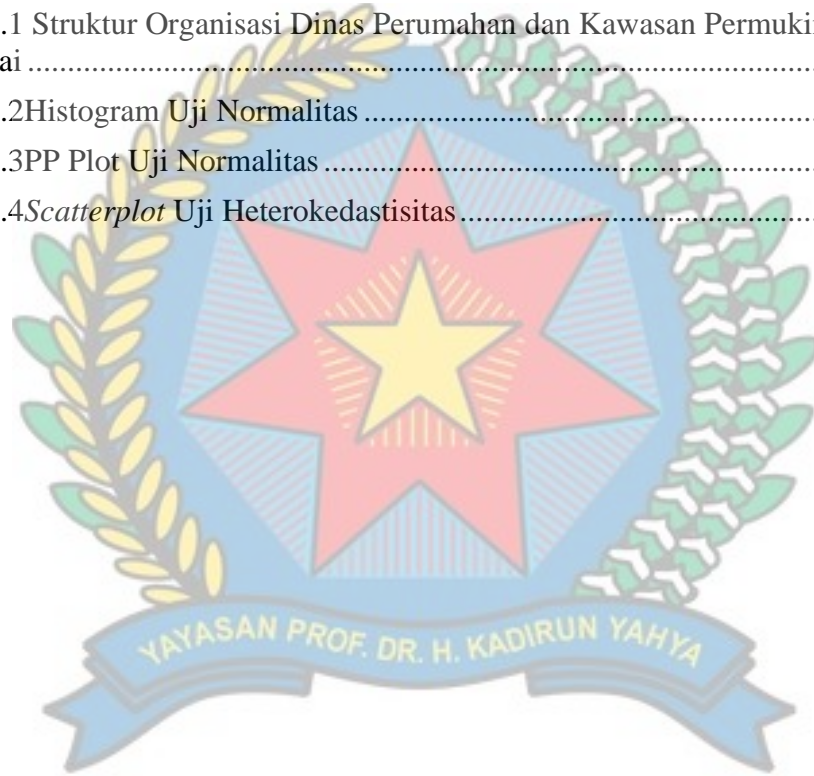 .1 Struktur Organisasi Dinas Perumahan dan Kawasan
ai ................................................................................
.2Histogram Uji Normalitas ................................................................................
.3PP Plot Uji Normalitas ................................................................................
.4Scatterplot Uji Heterokedastisitas ................................................................................
YAYASAN PROF. DR. H. KADIRUN YAHYA